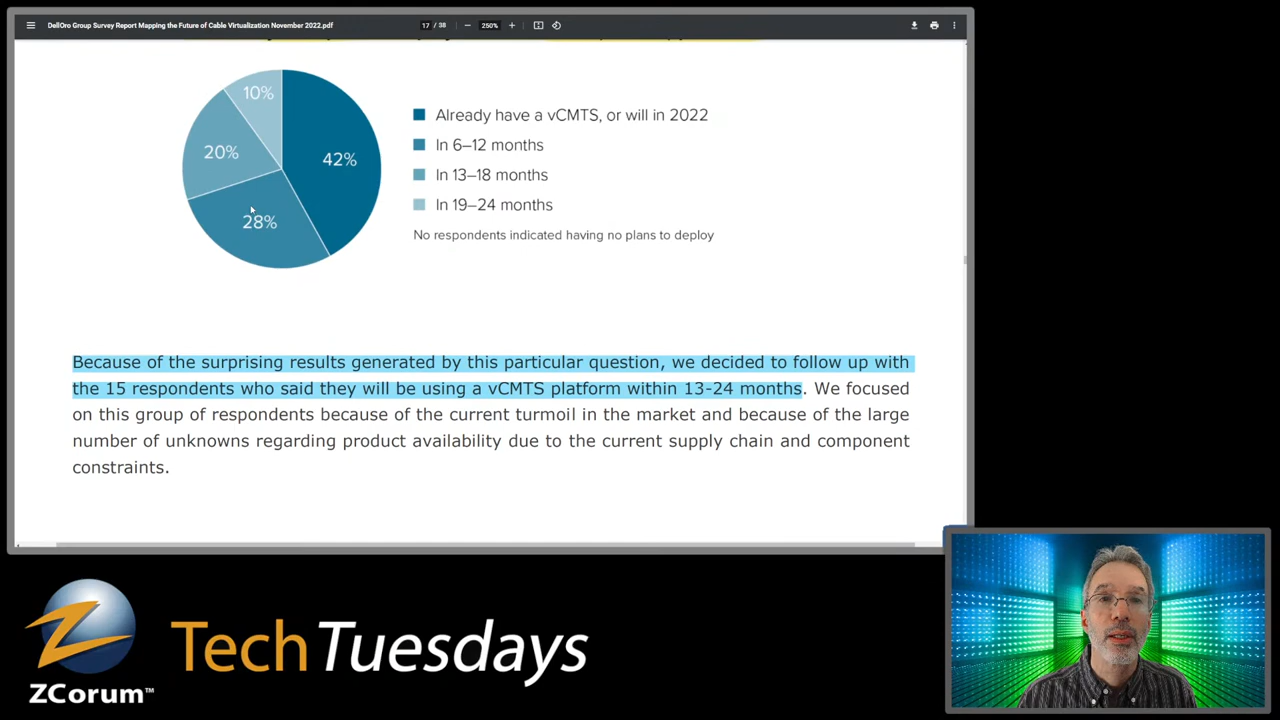 DellOro Group Survey Report Mapping the Future of Cable Virtualization November 2022.pdf
17 / 38
250%
10%
20%
42%
28%
Already have a vCMTS, or will in 2022
In 6–12 months
In 13–18 months
In 19–24 months
No respondents indicated having no plans to deploy
Because of the surprising results generated by this particular question, we decided to follow up with
the 15 respondents who said they will be using a vCMTS platform within 13-24 months. We focused
on this group of respondents because of the current turmoil in the market and because of the large
number of unknowns regarding product availability due to the current supply chain and component
constraints.
Z
ZCorum™
TechTuesdays